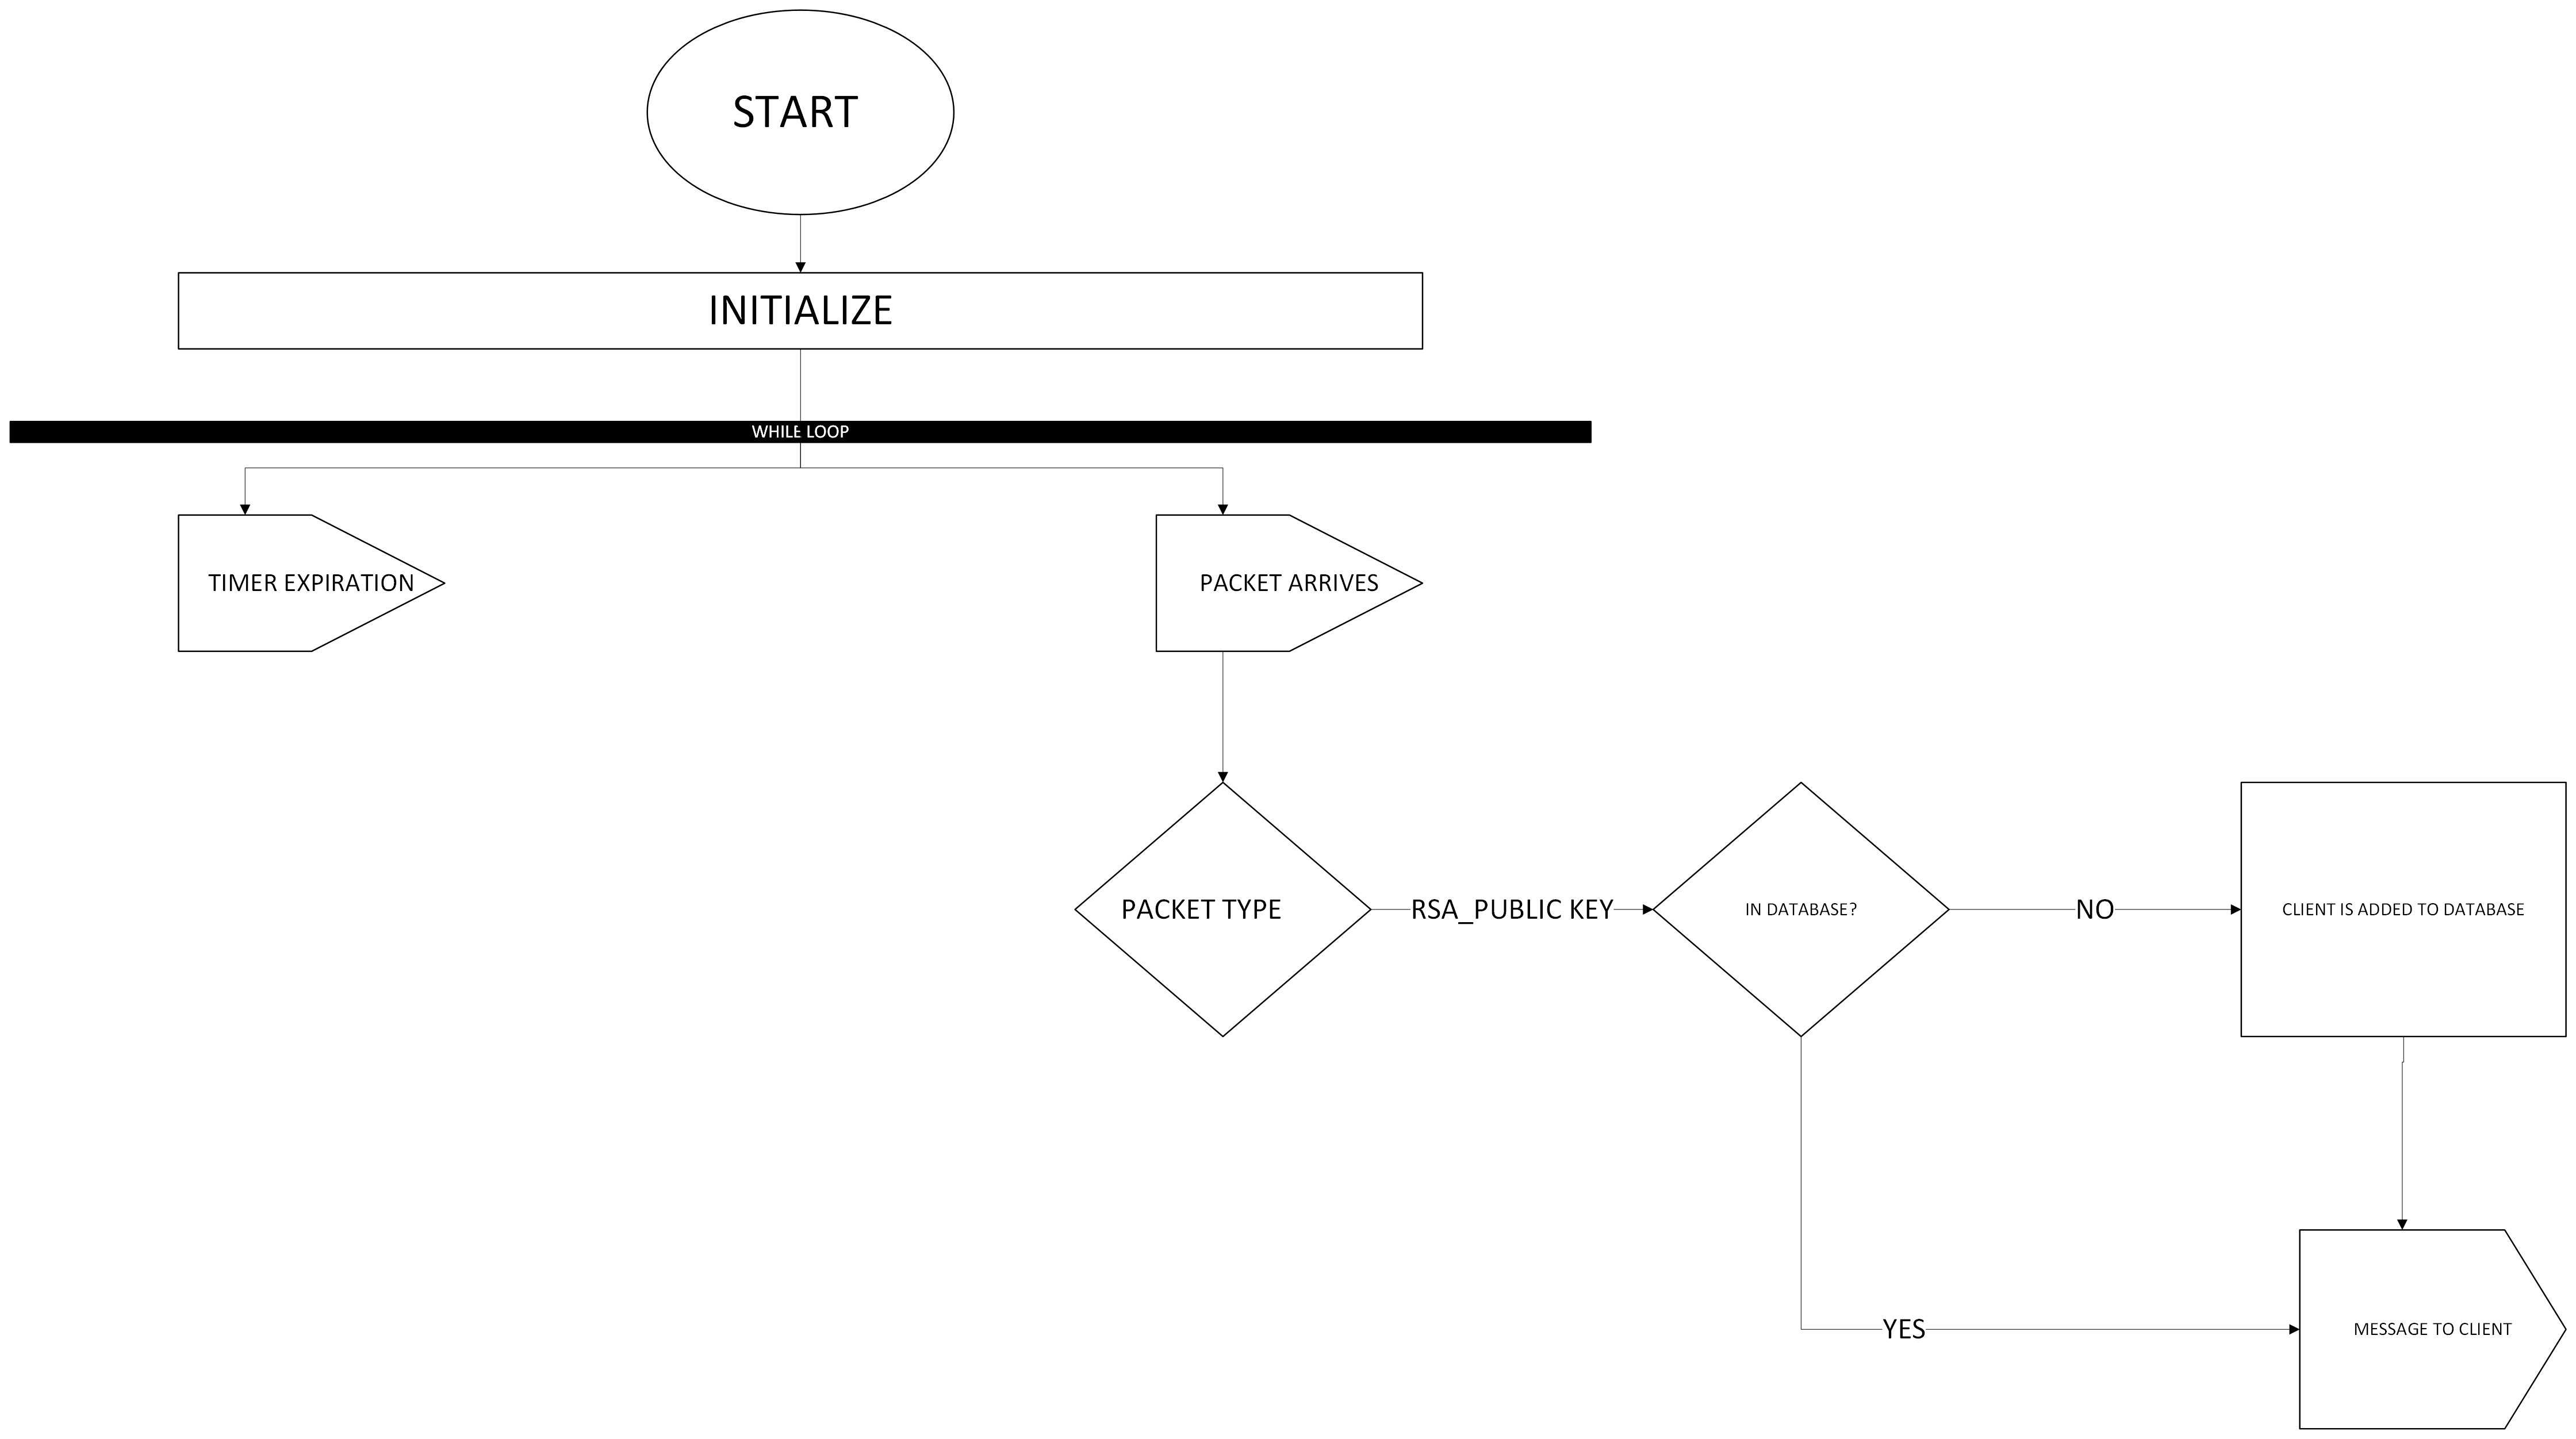 START
INITIALIZE
WHILE LOOP
TIMER EXPIRATION
PACKET ARRIVES
PACKET TYPE
RSA_PUBLIC KEY
IN DATABASE?
NO
CLIENT IS ADDED TO DATABASE
YES
MESSAGE TO CLIENT